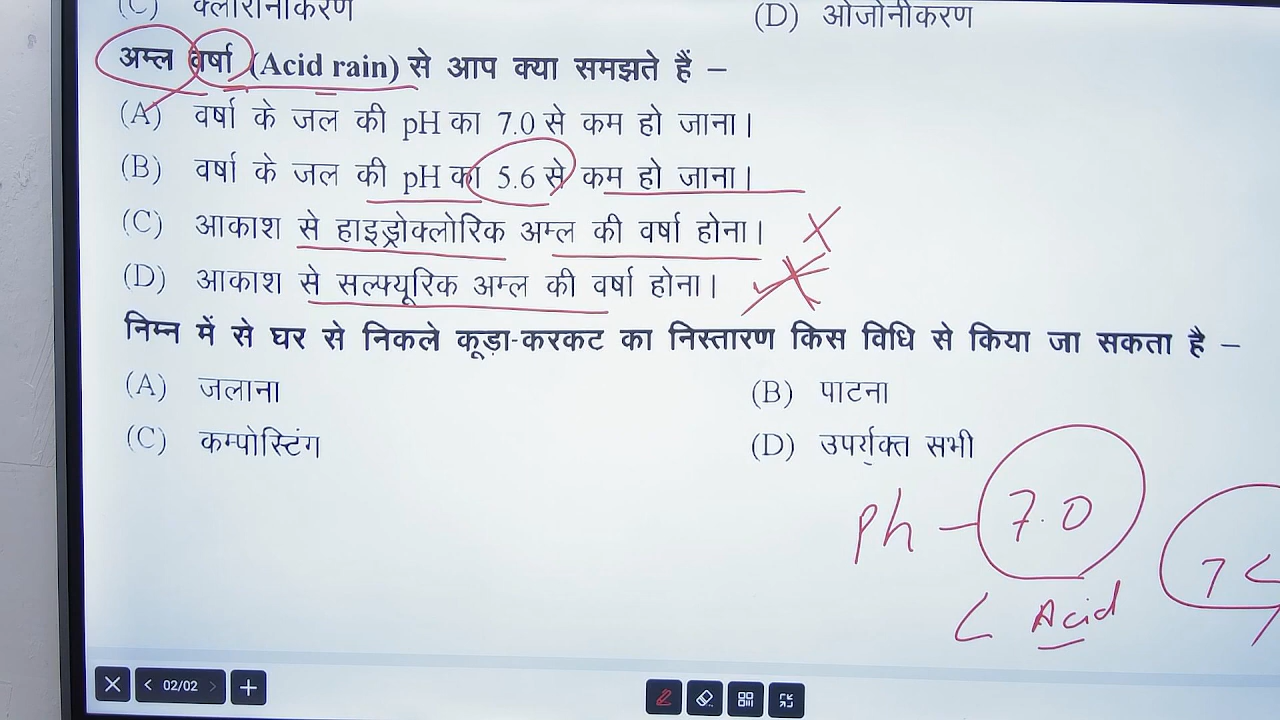 (C) क्लोरीनीकरण (D) ओजोनीकरण
अम्ल वर्षा (Acid rain) से आप क्या समझते हैं –
(A) वर्षा के जल की pH का 7.0 से कम हो जाना।
(B) वर्षा के जल की pH का 5.6 से कम हो जाना।
(C) आकाश से हाइड्रोक्लोरिक अम्ल की वर्षा होना।
(D) आकाश से सल्फ्यूरिक अम्ल की वर्षा होना।
निम्न में से घर से निकले कूड़ा-करकट का निस्तारण किस विधि से किया जा सकता है –
(A) जलाना (B) पाटना
(C) कम्पोस्टिंग (D) उपर्युक्त सभी
Ph – 7.0
< Acid 7 <
02/02